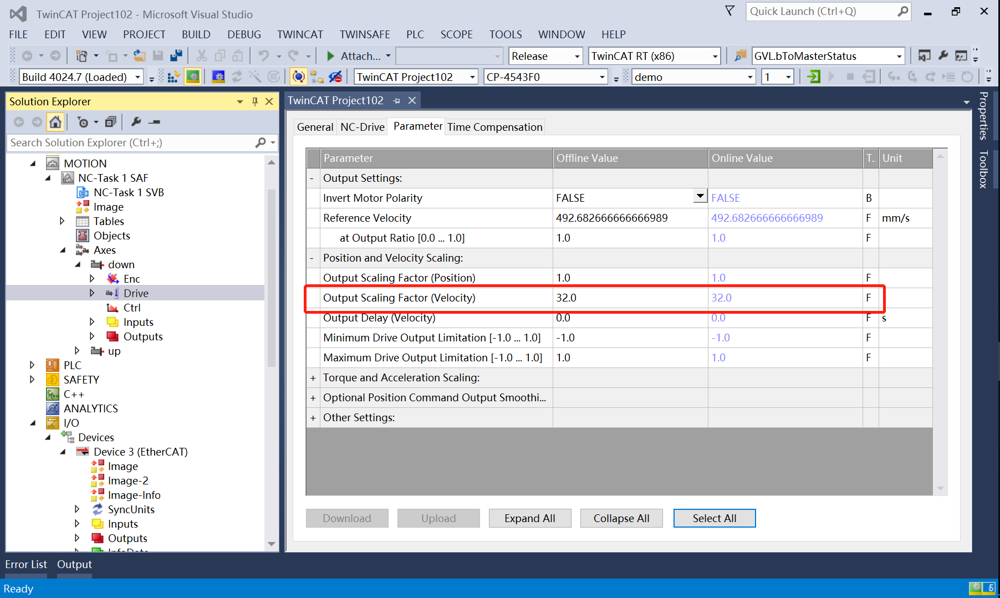 TwinCAT Project102 - Microsoft Visual Studio
Quick Launch (Ctrl+Q)
FILE EDIT VIEW PROJECT BUILD DEBUG TWINCAT TWINSAFE PLC SCOPE TOOLS WINDOW HELP
Attach... Release TwinCAT RT (x86) GVL.bToMasterStatus
Build 4024.7 (Loaded) TwinCAT Project102 CP-4543F0 demo 1
Solution Explorer
Search Solution Explorer (Ctrl+;)
MOTION
NC-Task 1 SAF
NC-Task 1 SVB
Image
Tables
Objects
Axes
down
Enc
Drive
Ctrl
Inputs
Outputs
up
PLC
SAFETY
C++
ANALYTICS
I/O
Devices
Device 3 (EtherCAT)
Image
Image-2
Image-Info
SyncUnits
Inputs
Outputs
InfoData
TwinCAT Project102
General NC-Drive Parameter Time Compensation
Parameter Offline Value Online Value T.. Unit
- Output Settings:
Invert Motor Polarity FALSE FALSE B
Reference Velocity 492.682666666666989 492.682666666666989 F mm/s
at Output Ratio [0.0 ... 1.0] 1.0 1.0 F
- Position and Velocity Scaling:
Output Scaling Factor (Position) 1.0 1.0 F
Output Scaling Factor (Velocity) 32.0 32.0 F
Output Delay (Velocity) 0.0 0.0 F s
Minimum Drive Output Limitation [-1.0 ... 1.0] -1.0 -1.0 F
Maximum Drive Output Limitation [-1.0 ... 1.0] 1.0 1.0 F
+ Torque and Acceleration Scaling:
+ Optional Position Command Output Smoothi...
+ Other Settings:
Download Upload Expand All Collapse All Select All
Properties
Toolbox
Error List Output
Ready
5